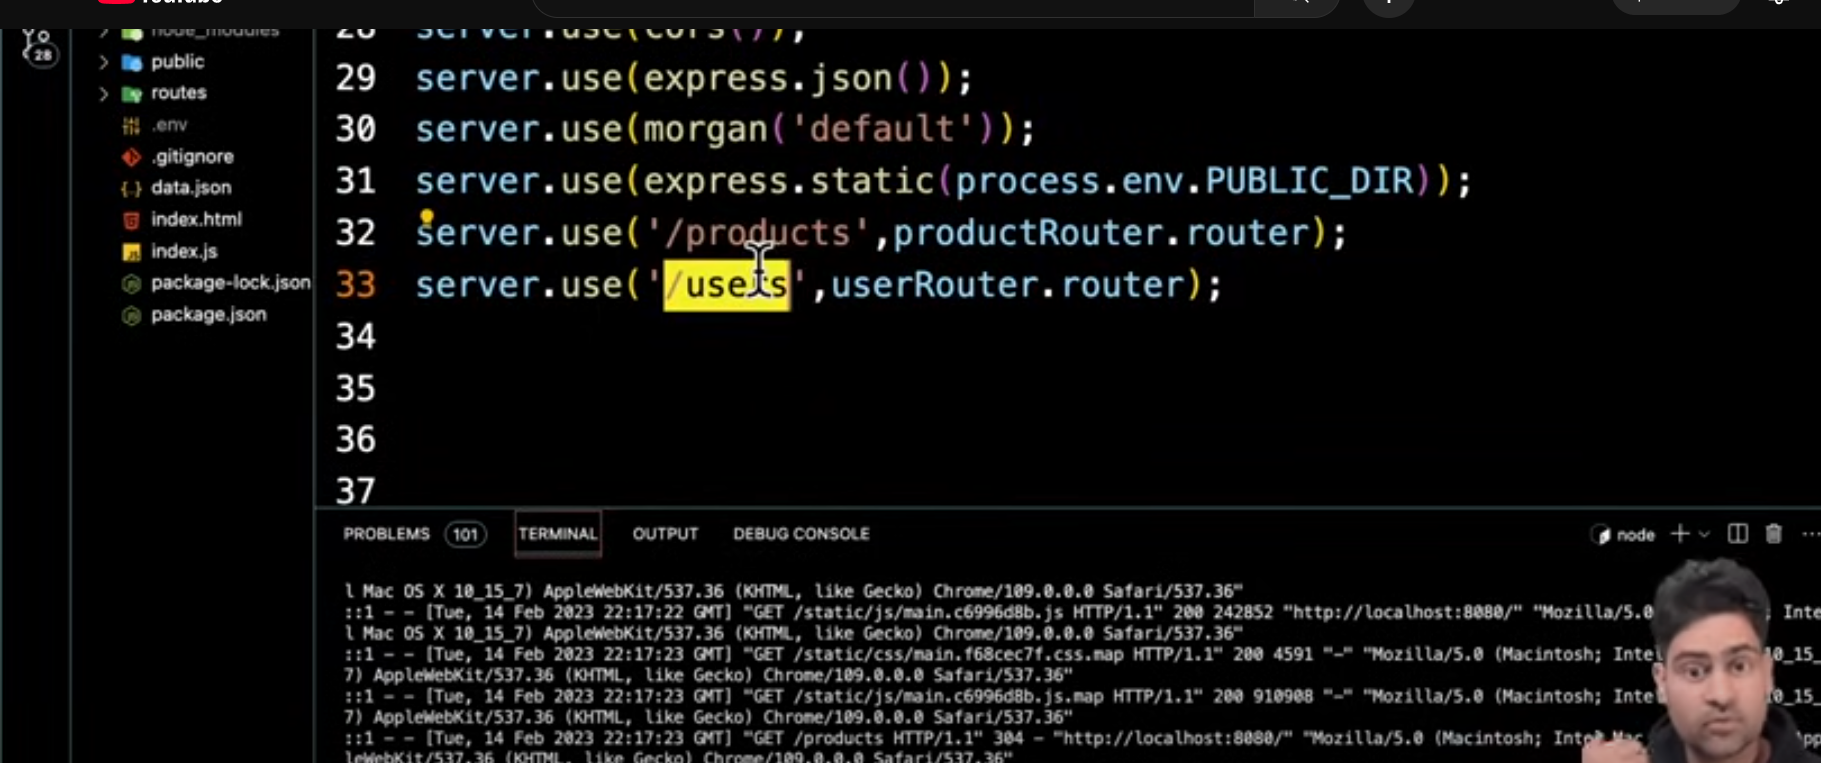 YouTube
28
node_modules
public
routes
.env
.gitignore
data.json
index.html
index.js
package-lock.json
package.json
28 server.use(cors());
29 server.use(express.json());
30 server.use(morgan('default'));
31 server.use(express.static(process.env.PUBLIC_DIR));
32 server.use('/products',productRouter.router);
33 server.use('/users',userRouter.router);
34
35
36
37
PROBLEMS 101 TERMINAL OUTPUT DEBUG CONSOLE node
l Mac OS X 10_15_7) AppleWebKit/537.36 (KHTML, like Gecko) Chrome/109.0.0.0 Safari/537.36"
::1 - - [Tue, 14 Feb 2023 22:17:22 GMT] "GET /static/js/main.c6996d8b.js HTTP/1.1" 200 242852 "http://localhost:8080/" "Mozilla/5.0 ; Inte
l Mac OS X 10_15_7) AppleWebKit/537.36 (KHTML, like Gecko) Chrome/109.0.0.0 Safari/537.36"
::1 - - [Tue, 14 Feb 2023 22:17:23 GMT] "GET /static/css/main.f68cec7f.css.map HTTP/1.1" 200 4591 "-" "Mozilla/5.0 (Macintosh; Intel 10_15_
7) AppleWebKit/537.36 (KHTML, like Gecko) Chrome/109.0.0.0 Safari/537.36"
::1 - - [Tue, 14 Feb 2023 22:17:23 GMT] "GET /static/js/main.c6996d8b.js.map HTTP/1.1" 200 910908 "-" "Mozilla/5.0 (Macintosh; Intel 0_15_
7) AppleWebKit/537.36 (KHTML, like Gecko) Chrome/109.0.0.0 Safari/537.36"
::1 - - [Tue, 14 Feb 2023 22:17:23 GMT] "GET /products HTTP/1.1" 304 - "http://localhost:8080/" "Mozilla/5.0 (Macintosh; Intel Mac App
leWebKit/537.36 (KHTML, like Gecko) Chrome/109.0.0.0 Safari/537.36"